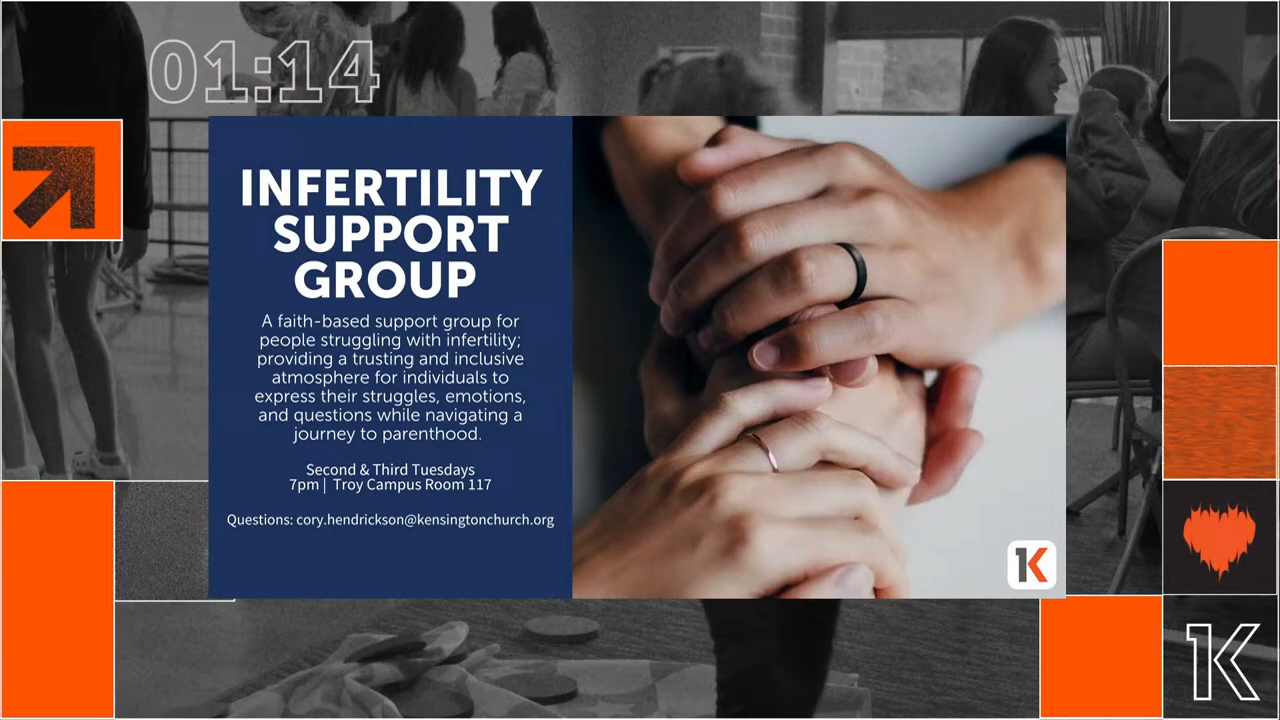 01:14
INFERTILITY
SUPPORT
GROUP
A faith-based support group for
people struggling with infertility;
providing a trusting and inclusive
atmosphere for individuals to
express their struggles, emotions,
and questions while navigating a
journey to parenthood.
Second & Third Tuesdays
7pm | Troy Campus Room 117
Questions: cory.hendrickson@kensingtonchurch.org
1K
1K